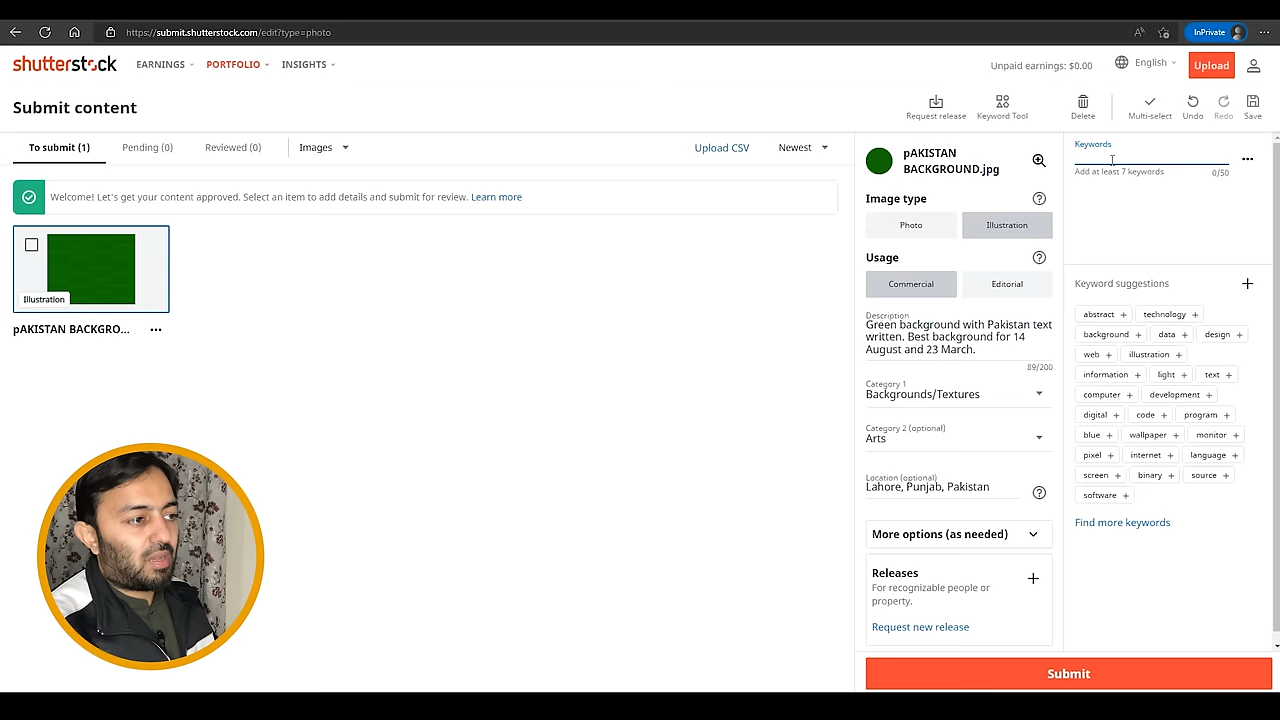 https://submit.shutterstock.com/edit?type=photo
InPrivate
shutterstock
EARNINGS
PORTFOLIO
INSIGHTS
Unpaid earnings: $0.00
English
Upload
Submit content
Request release
Keyword Tool
Delete
Multi-select
Undo
Redo
Save
To submit (1)
Pending (0)
Reviewed (0)
Images
Upload CSV
Newest
Welcome! Let's get your content approved. Select an item to add details and submit for review. Learn more
Illustration
pAKISTAN BACKGRO...
pAKISTAN
BACKGROUND.jpg
Image type
Photo
Illustration
Usage
Commercial
Editorial
Description
Green background with Pakistan text
written. Best background for 14
August and 23 March.
89/200
Category 1
Backgrounds/Textures
Category 2 (optional)
Arts
Location (optional)
Lahore, Punjab, Pakistan
More options (as needed)
Releases
For recognizable people or
property.
Request new release
Keywords
Add at least 7 keywords
0/50
Keyword suggestions
abstract + technology +
background + data + design +
web + illustration +
information + light + text +
computer + development +
digital + code + program +
blue + wallpaper + monitor +
pixel + internet + language +
screen + binary + source +
software +
Find more keywords
Submit